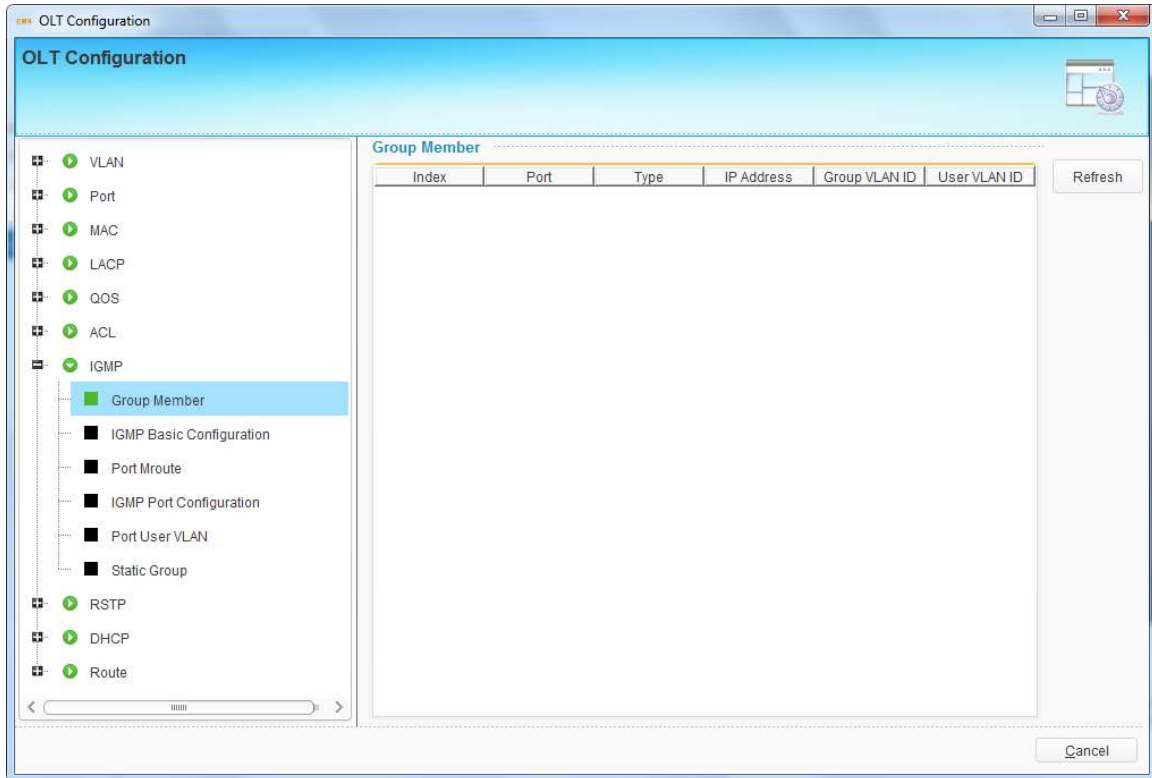 EMS OLT Configuration
OLT Configuration
VLAN
Port
MAC
LACP
QOS
ACL
IGMP
Group Member
IGMP Basic Configuration
Port Mroute
IGMP Port Configuration
Port User VLAN
Static Group
RSTP
DHCP
Route
Group Member
Index Port Type IP Address Group VLAN ID User VLAN ID
Refresh
Cancel